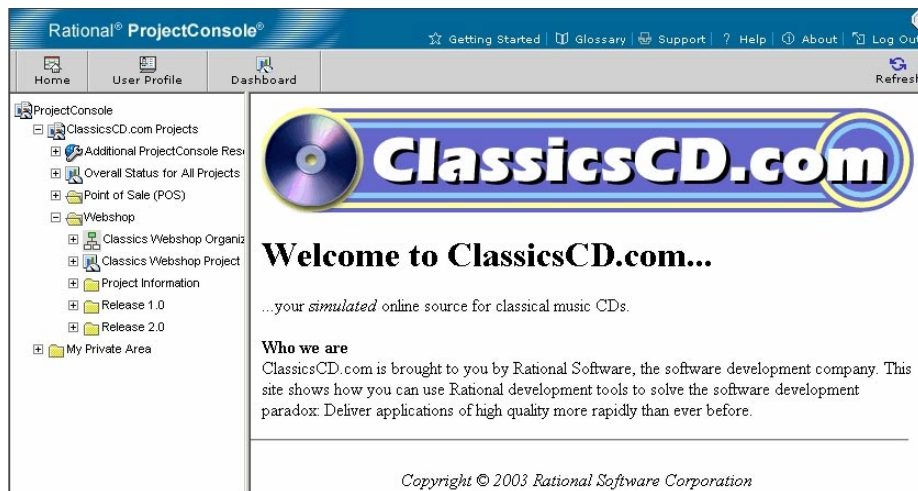 Rational® ProjectConsole®
Getting Started | Glossary | Support | ? Help | About | Log Out
Home
User Profile
Dashboard
Refresh
ProjectConsole
ClassicsCD.com Projects
Additional ProjectConsole Reso
Overall Status for All Projects
Point of Sale (POS)
Webshop
Classics Webshop Organiz
Classics Webshop Project
Project Information
Release 1.0
Release 2.0
My Private Area
ClassicsCD.com
Welcome to ClassicsCD.com...
...your simulated online source for classical music CDs.
Who we are
ClassicsCD.com is brought to you by Rational Software, the software development company. This
site shows how you can use Rational development tools to solve the software development
paradox: Deliver applications of high quality more rapidly than ever before.
Copyright © 2003 Rational Software Corporation